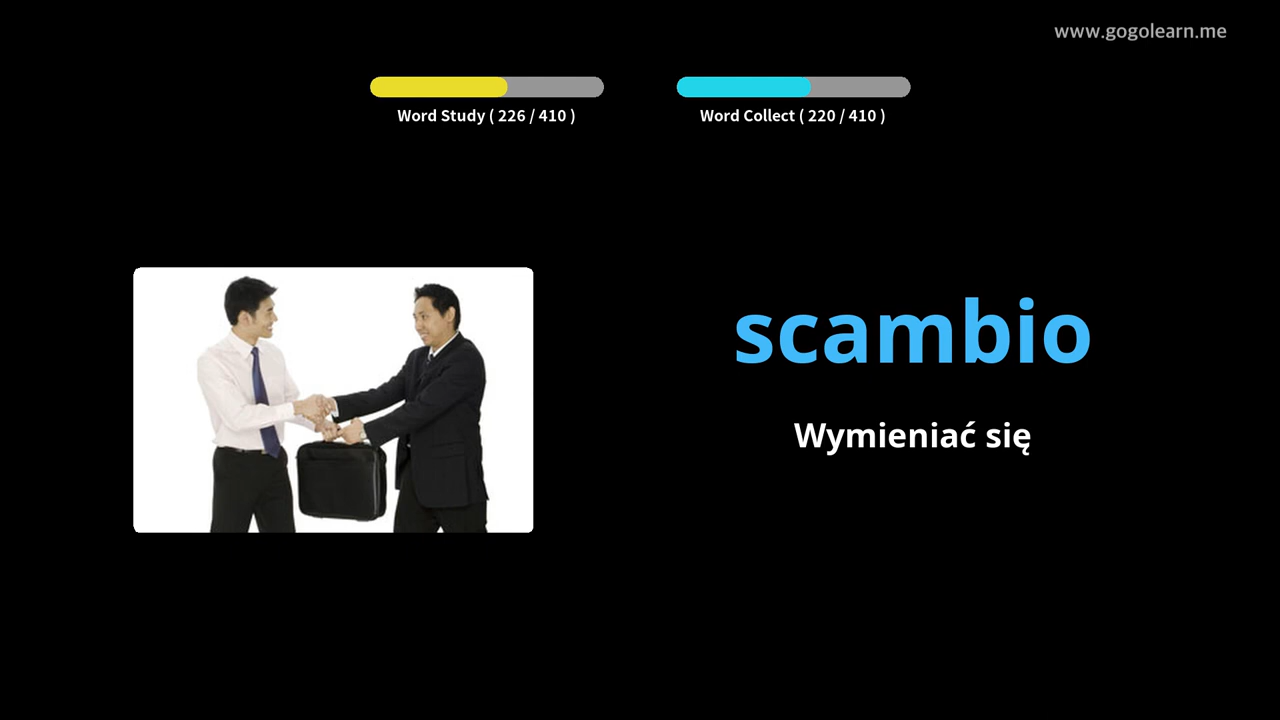 www.gogolearn.me
Word Study ( 226 / 410 )
Word Collect ( 220 / 410 )
scambio
Wymieniać się